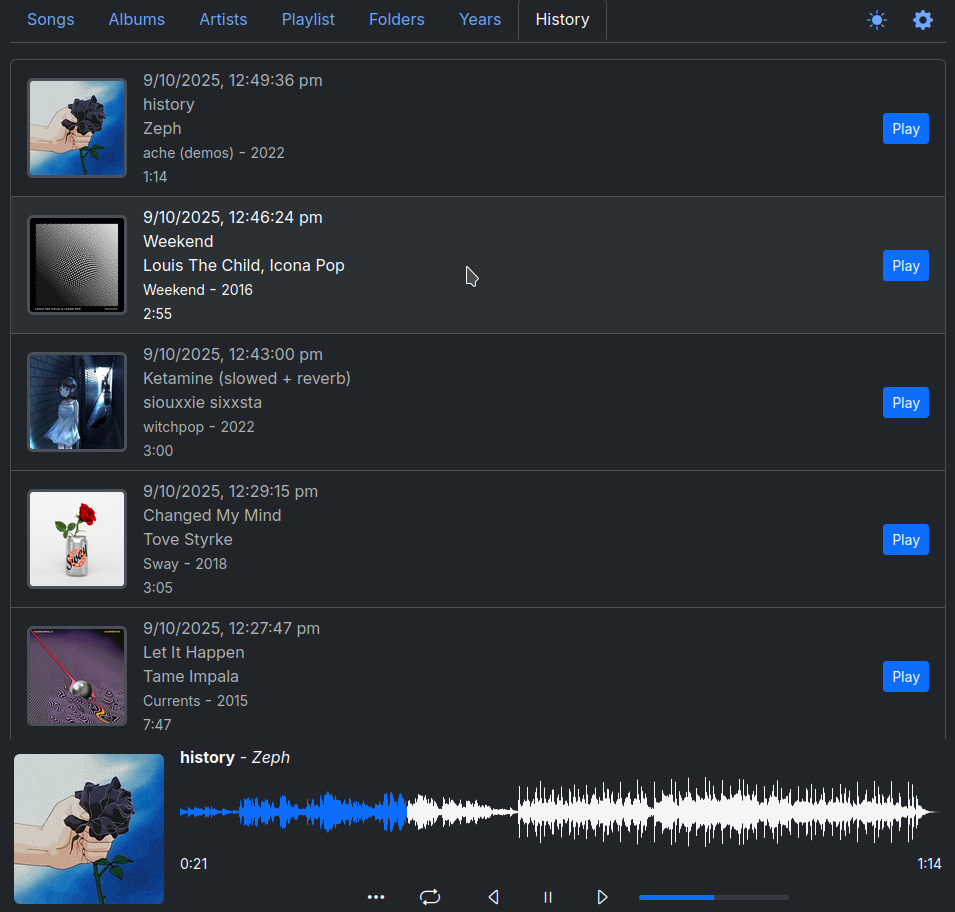 Songs Albums Artists Playlist Folders Years History
9/10/2025, 12:49:36 pm
history
Zeph
ache (demos) - 2022
1:14
Play
9/10/2025, 12:46:24 pm
Weekend
Louis The Child, Icona Pop
Weekend - 2016
2:55
Play
9/10/2025, 12:43:00 pm
Ketamine (slowed + reverb)
siouxxie sixxsta
witchpop - 2022
3:00
Play
9/10/2025, 12:29:15 pm
Changed My Mind
Tove Styrke
Sway - 2018
3:05
Play
Sway
9/10/2025, 12:27:47 pm
Let It Happen
Tame Impala
Currents - 2015
7:47
Play
history - Zeph
0:21 1:14